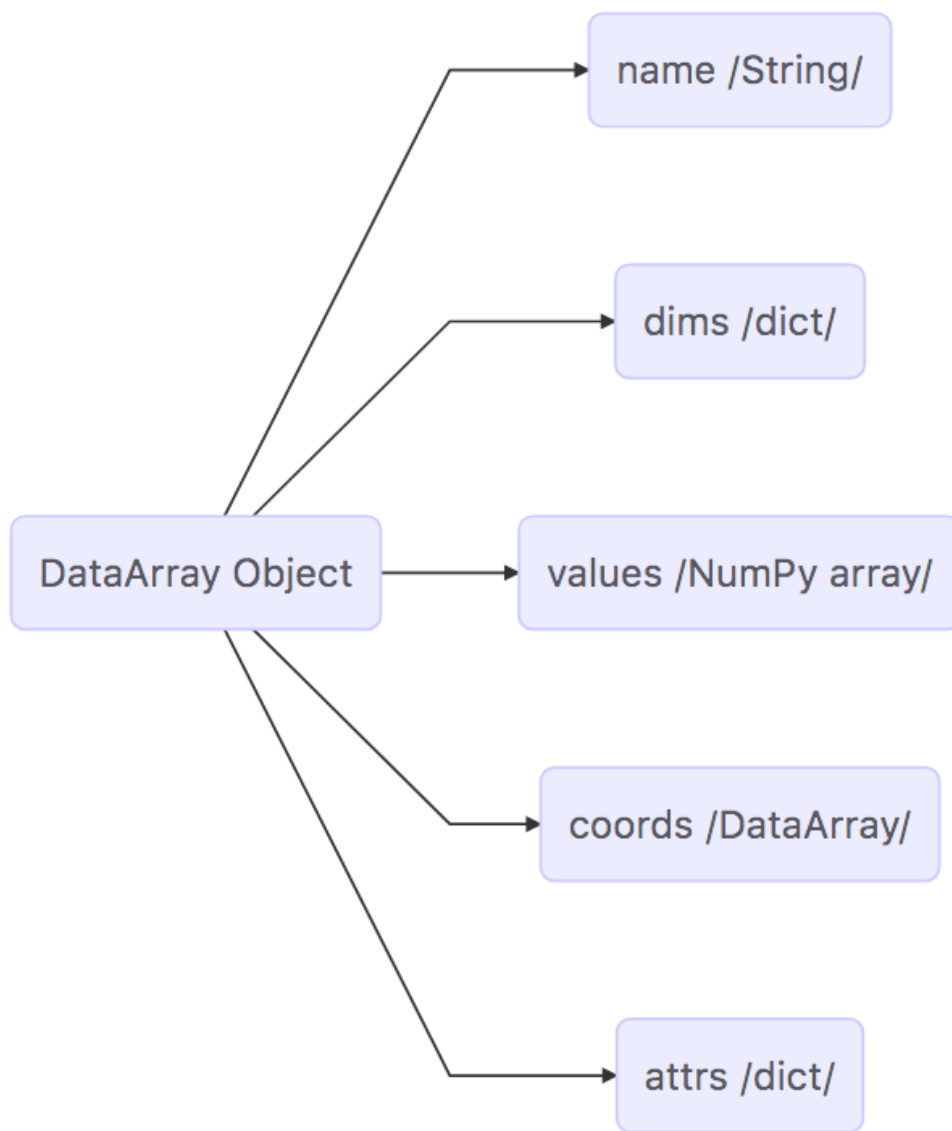 name /String/
dims /dict/
DataArray Object
values /NumPy array/
coords /DataArray/
attrs /dict/